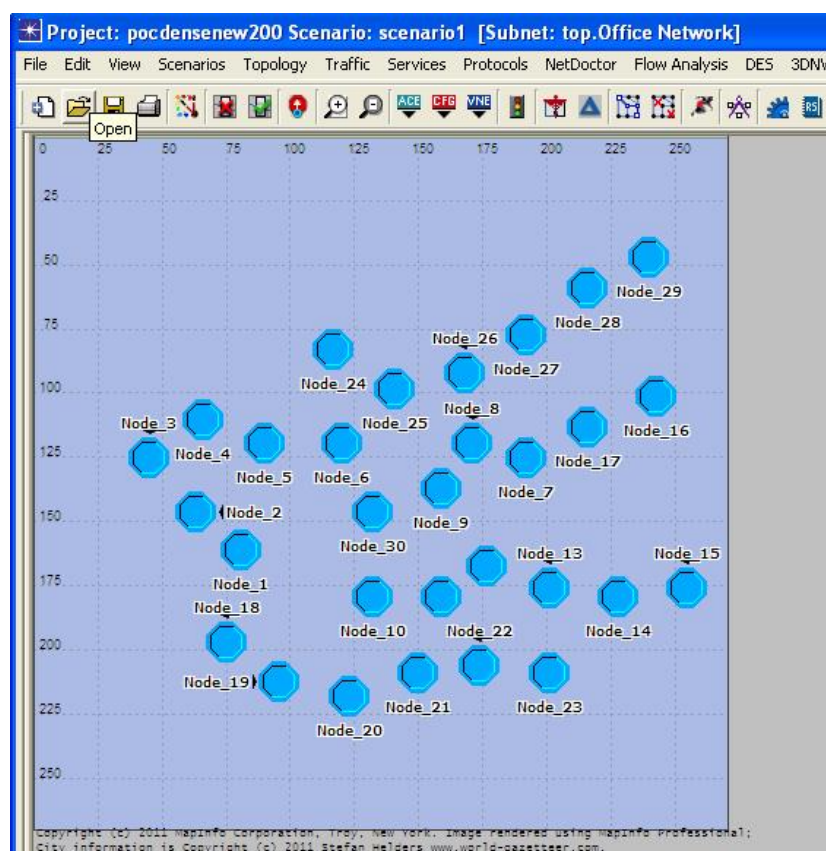 Project: pocdensenew200 Scenario: scenario1 [Subnet: top.Office Network]
File Edit View Scenarios Topology Traffic Services Protocols NetDoctor Flow Analysis DES 3DNV
ACE CFG VNE RS
Open
0 25 50 75 100 125 150 175 200 225 250
25
50
Node_29
Node_28
75
Node_26
Node_27
Node_24
100
Node_8
Node_3
Node_25
Node_16
125
Node_4
Node_5
Node_6
Node_17
Node_7
150
Node_2
Node_9
Node_30
Node_13
Node_15
175
Node_1
Node_18
Node_10
Node_22
Node_14
200
Node_19
Node_21
Node_23
225
Node_20
250
Copyright (c) 2011 MapInfo Corporation, Troy, New York. Image rendered using MapInfo Professional;
City information is Copyright (c) 2011 Stefan Helders www.world-gazetteer.com.